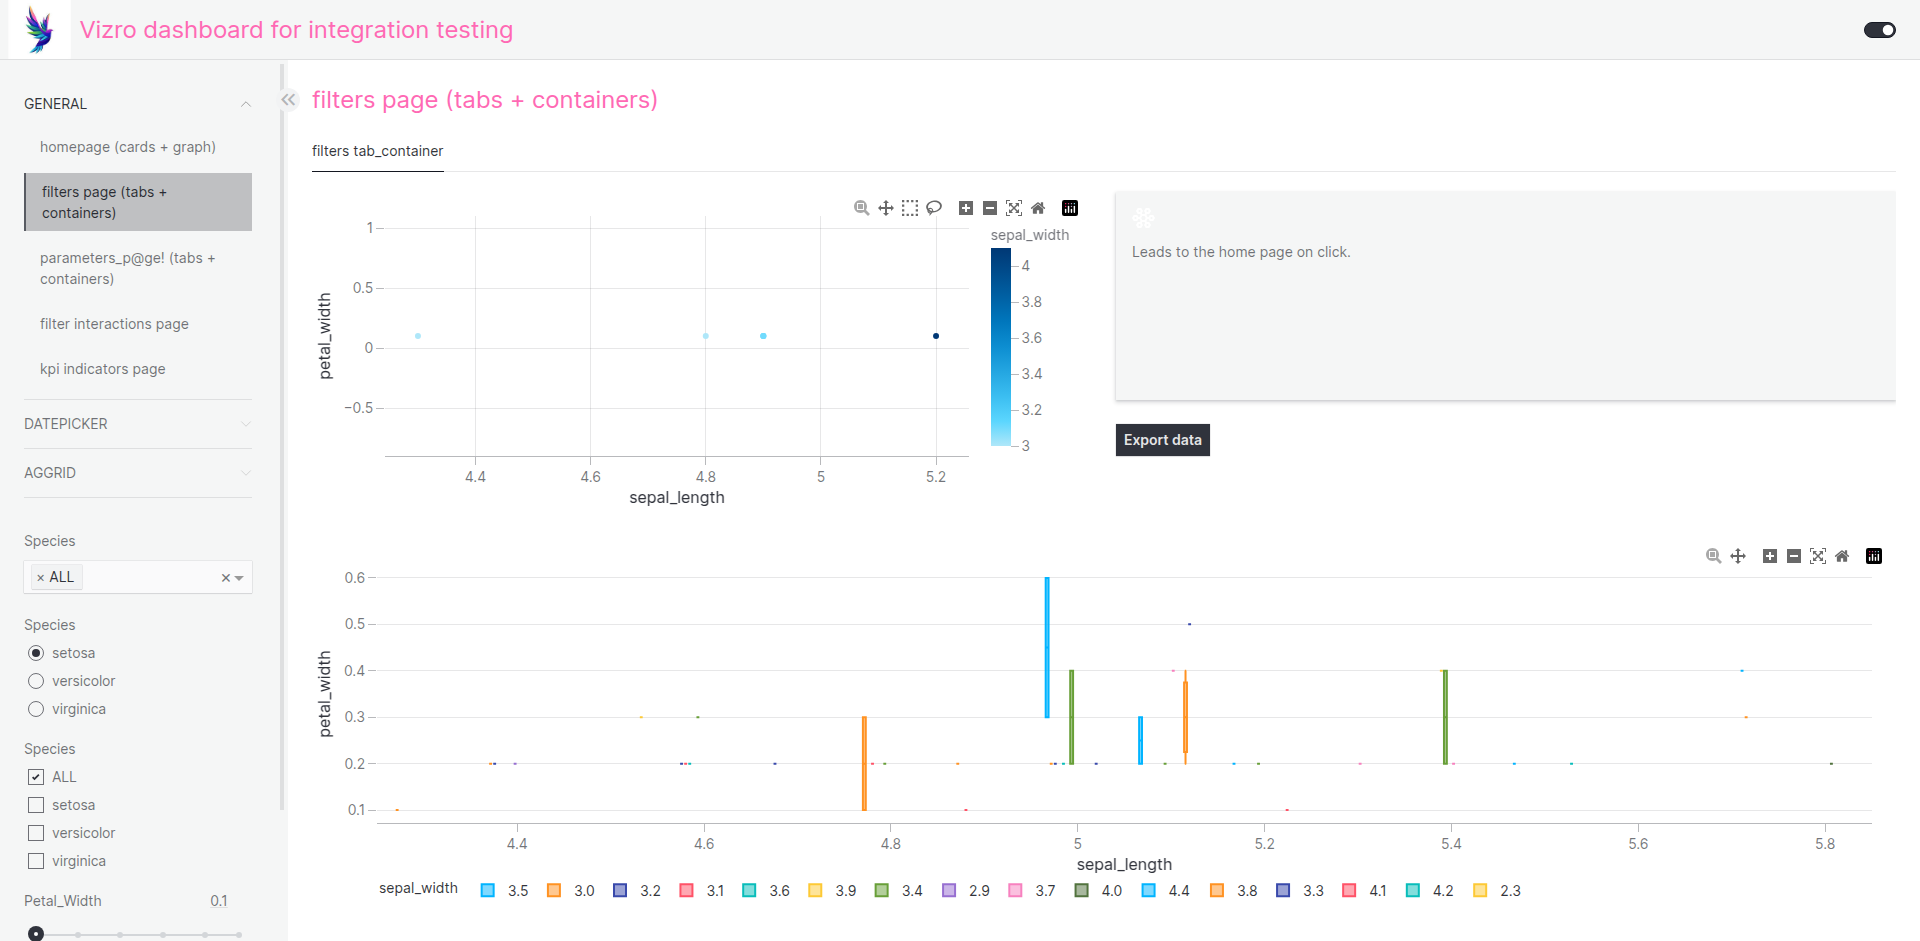 Vizro dashboard for integration testing
GENERAL
homepage (cards + graph)
filters page (tabs +
containers)
parameters_p@ge! (tabs +
containers)
filter interactions page
kpi indicators page
DATEPICKER
AGGRID
Species
× ALL
Species
setosa
versicolor
virginica
Species
ALL
setosa
versicolor
virginica
Petal_Width 0.1
filters page (tabs + containers)
filters tab_container
1
0.5
0
−0.5
petal_width
4.4 4.6 4.8 5 5.2
sepal_length
sepal_width
4
3.8
3.6
3.4
3.2
3
Leads to the home page on click.
Export data
0.6
0.5
0.4
0.3
0.2
0.1
petal_width
4.4 4.6 4.8 5 5.2 5.4 5.6 5.8
sepal_length
sepal_width 3.5 3.0 3.2 3.1 3.6 3.9 3.4 2.9 3.7 4.0 4.4 3.8 3.3 4.1 4.2 2.3